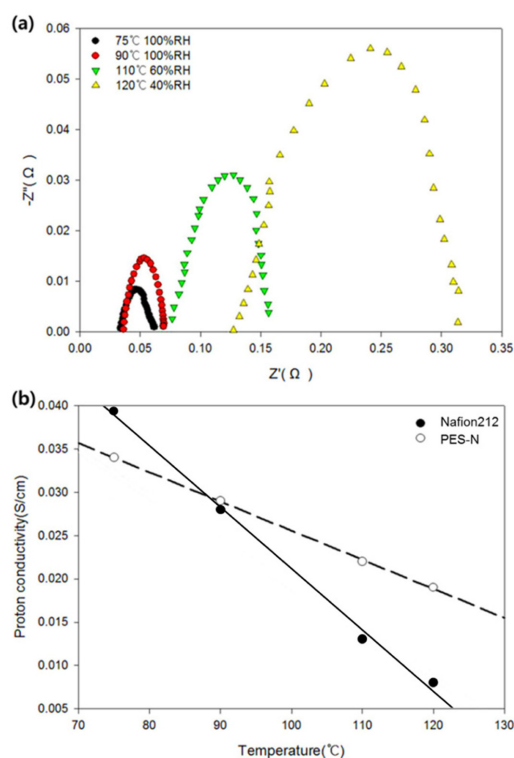 (a)
75℃ 100%RH
90℃ 100%RH
110℃ 60%RH
120℃ 40%RH
0.06
0.05
0.04
0.03
0.02
0.01
0.00
-Z''(Ω)
0.00 0.05 0.10 0.15 0.20 0.25 0.30 0.35
Z'(Ω)
(b)
Nafion212
PES-N
0.040
0.035
0.030
0.025
0.020
0.015
0.010
0.005
Proton conductivity(S/cm)
70 80 90 100 110 120 130
Temperature(℃)